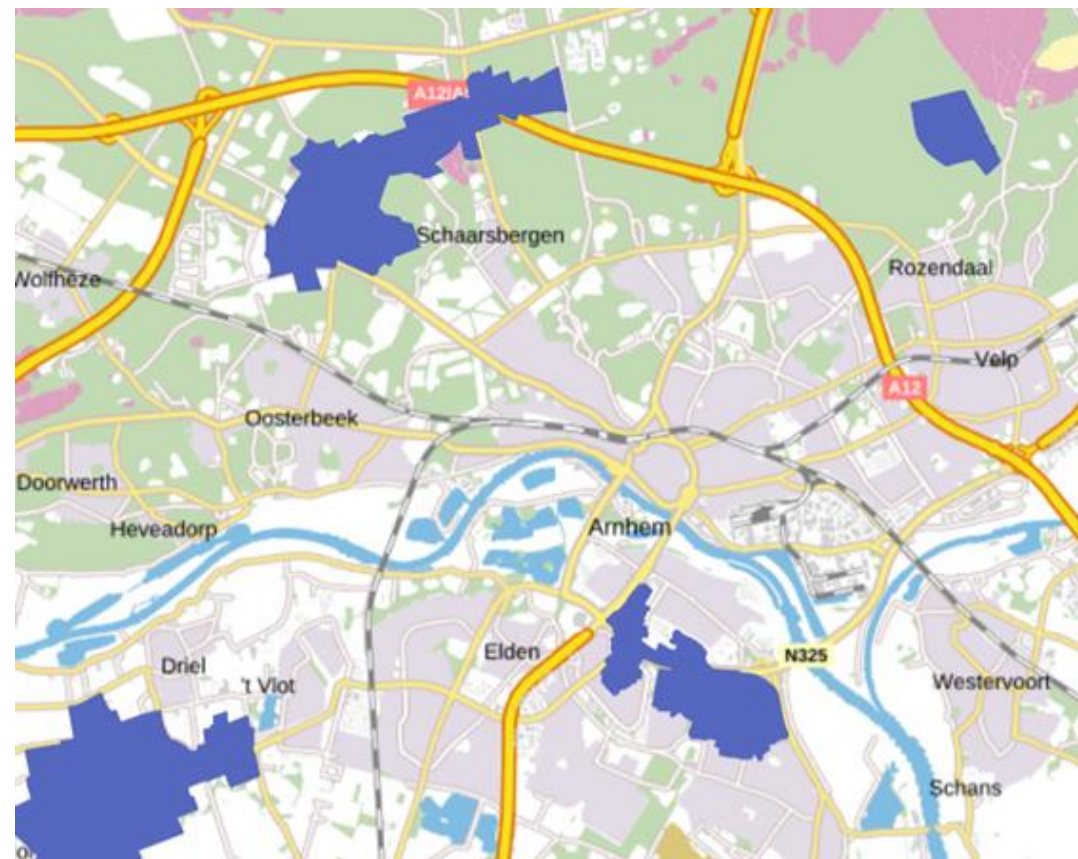 A12|A
Schaarsbergen
Wolfheze
Rozendaal
Velp
A12
Oosterbeek
Doorwerth
Heveadorp
Arnhem
Elden
N325
Driel
't Vlot
Westervoort
Schans